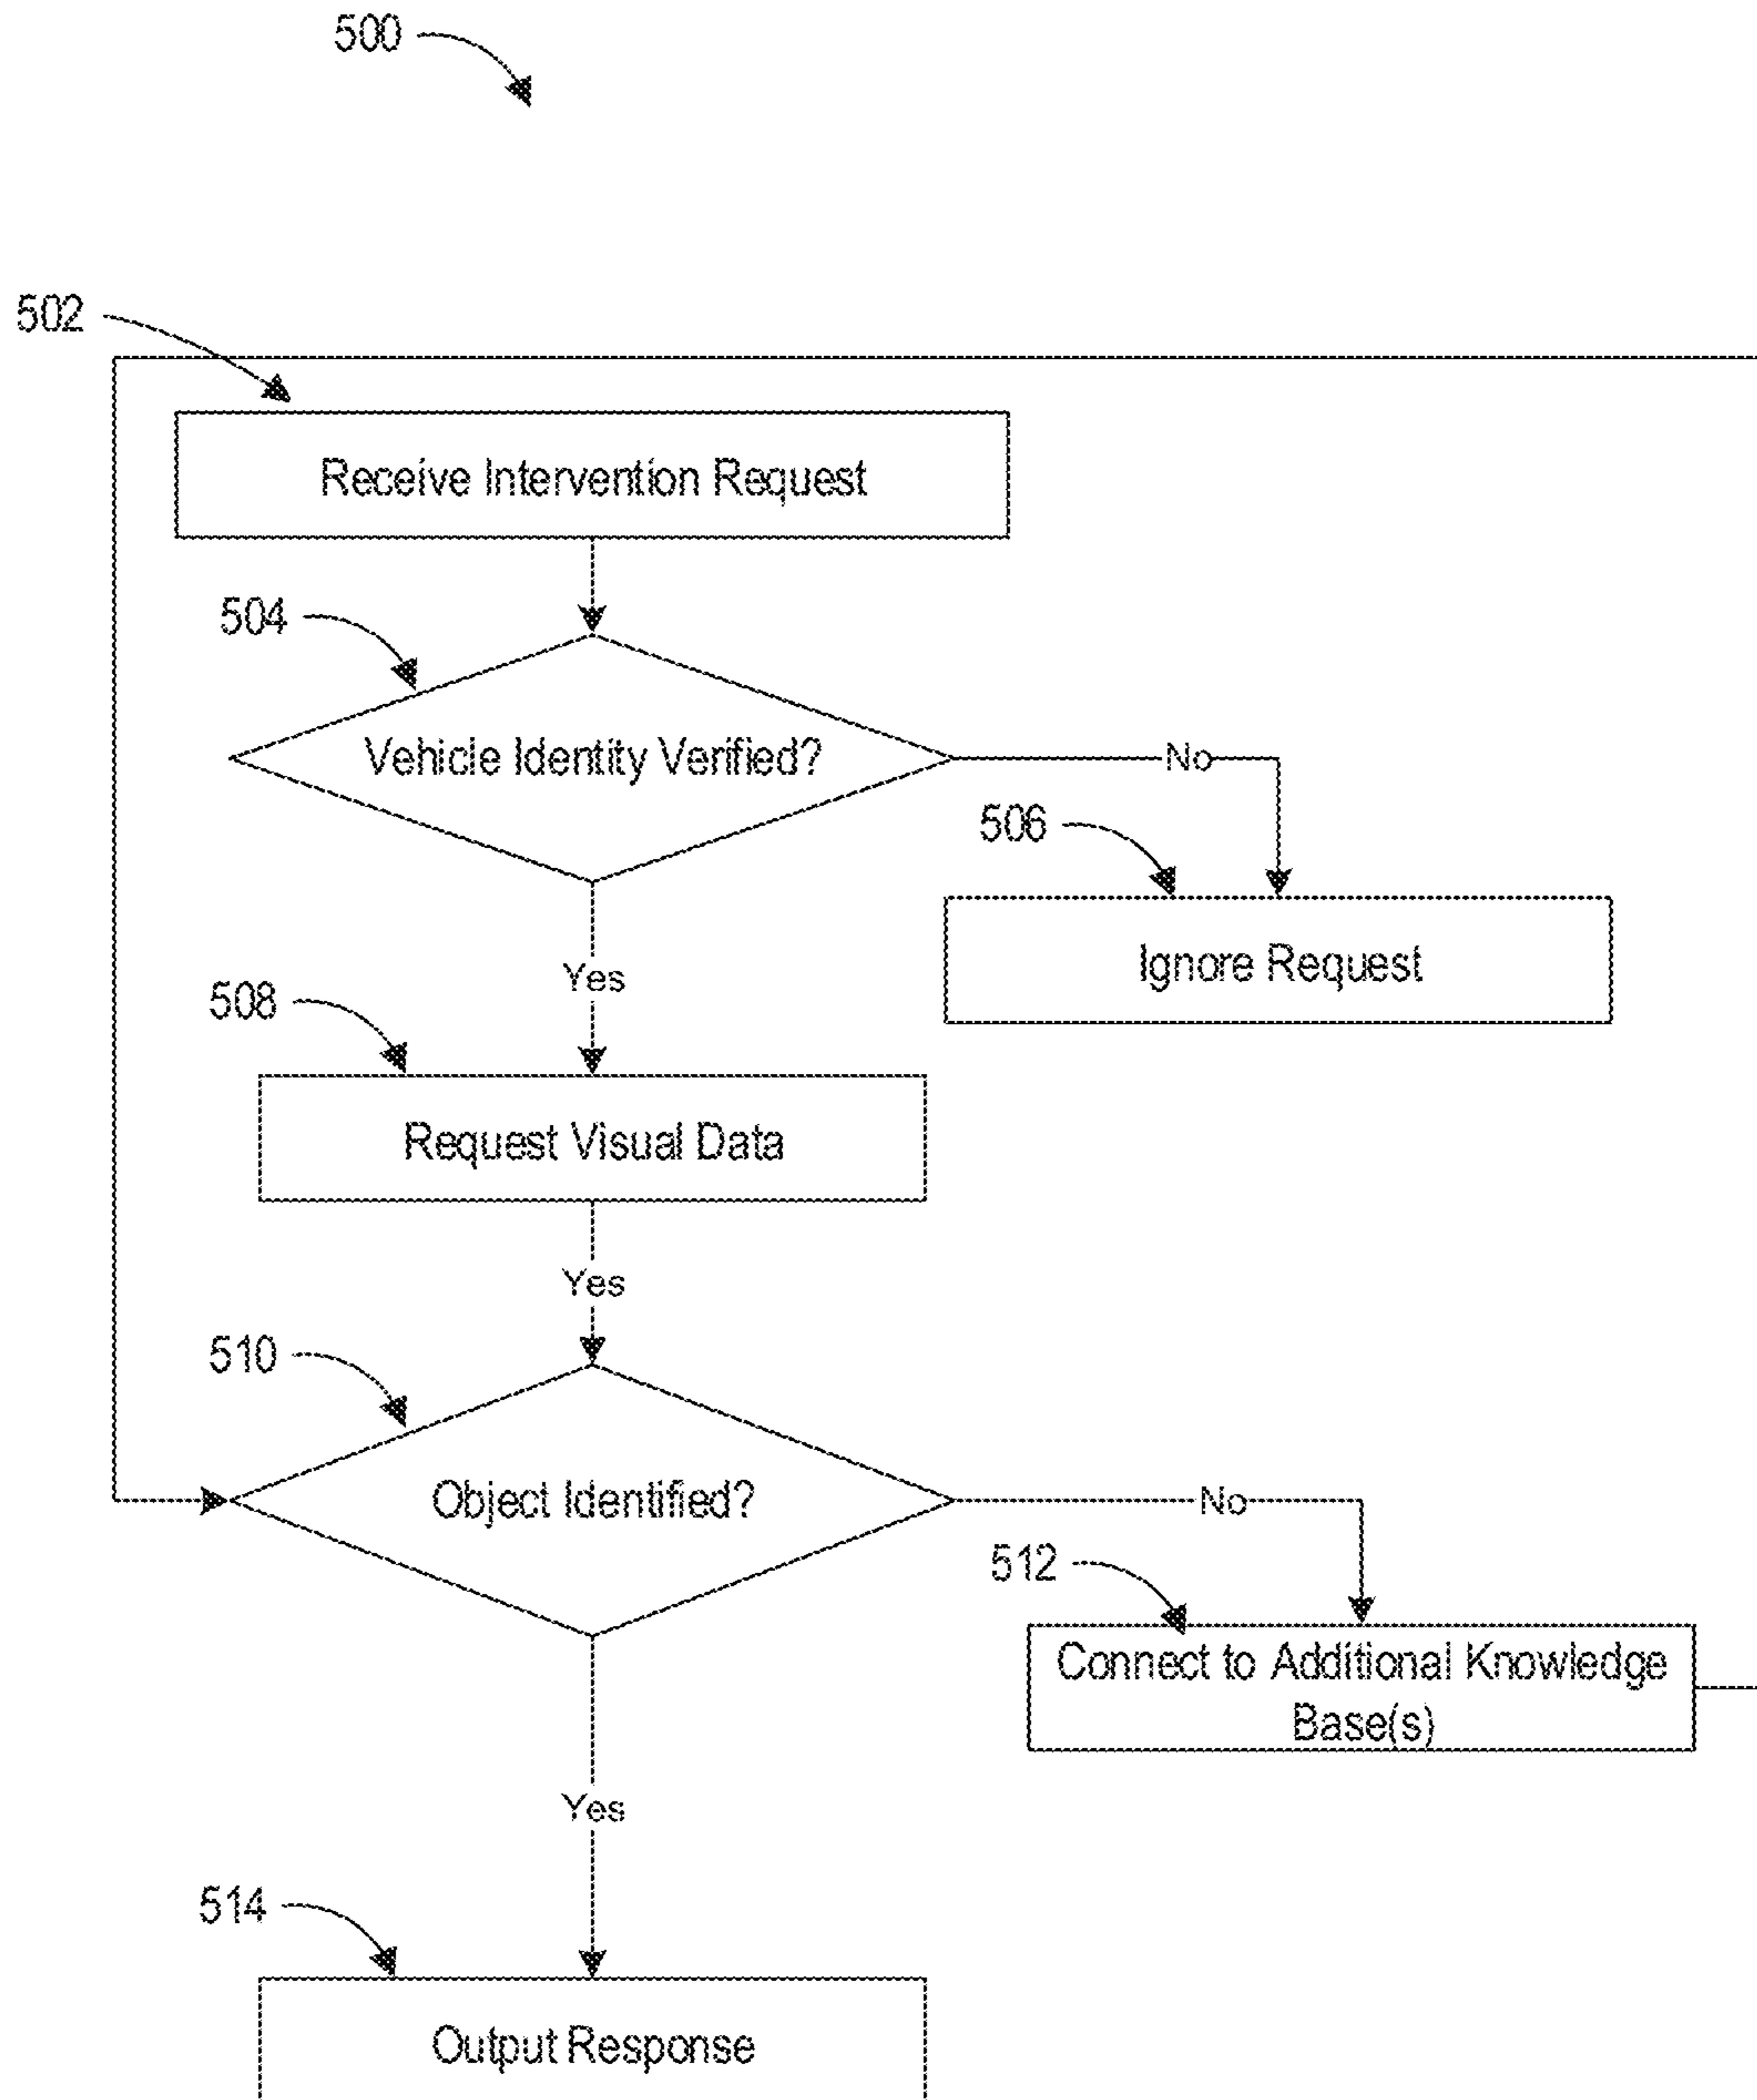 500
502
Receive Intervention Request
504
Vehicle Identity Verified?
No
506
Ignore Request
Yes
508
Request Visual Data
Yes
510
Object Identified?
No
512
Connect to Additional Knowledge
Base(s)
Yes
514
Output Response